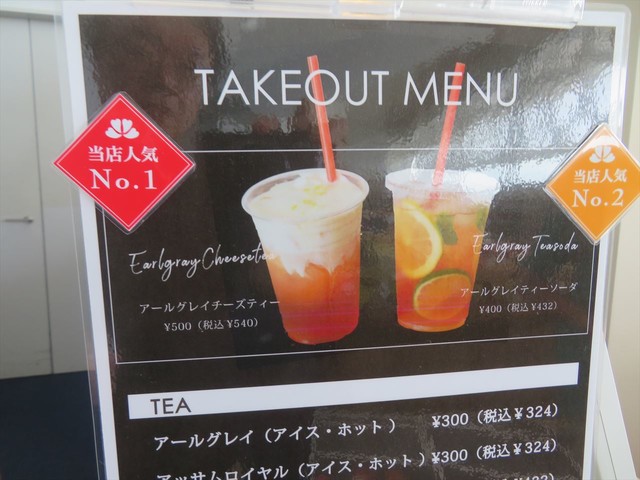 TAKEOUT MENU
当店人気
No.1
当店人気
No.2
Earlgray Cheesetea
アールグレイチーズティー
¥500（税込 ¥540）
Earlgray Teasoda
アールグレイティーソーダ
¥400（税込 ¥432）
TEA
アールグレイ（アイス・ホット） ¥300（税込 ¥324）
アッサムロイヤル（アイス・ホット）¥300（税込 ¥324）